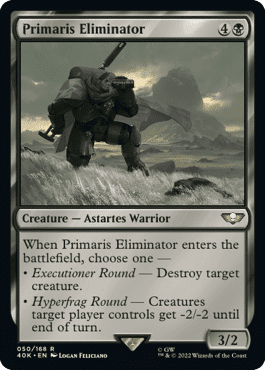 Primaris Eliminator 4
Creature — Astartes Warrior
When Primaris Eliminator enters the
battlefield, choose one —
• Executioner Round — Destroy target
creature.
• Hyperfrag Round — Creatures
target player controls get -2/-2 until
end of turn.
3/2
050/168 R
40K • EN LOGAN FELICIANO
© GW
™ & © 2022 Wizards of the Coast